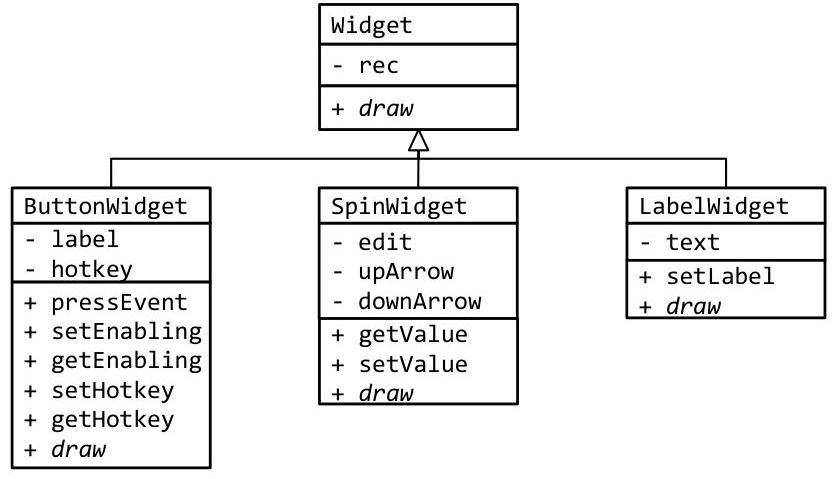 Widget
- rec
+ draw
ButtonWidget
- label
- hotkey
+ pressEvent
+ setEnabling
+ getEnabling
+ setHotkey
+ getHotkey
+ draw
SpinWidget
- edit
- upArrow
- downArrow
+ getValue
+ setValue
+ draw
LabelWidget
- text
+ setLabel
+ draw